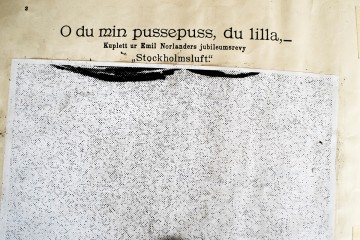 2
O du min pussepuss, du lilla,_
Kuplett ur Emil Norlanders jubileumsrevy
„Stockholmsluft.“